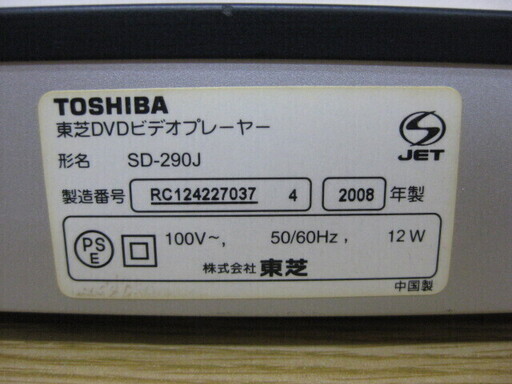 TOSHIBA
東芝DVDビデオプレーヤー
形名 SD-290J
JET
製造番号 RC124227037 4 2008 年製
PS
E
100V～, 50/60Hz, 12W
株式会社 東芝
中国製